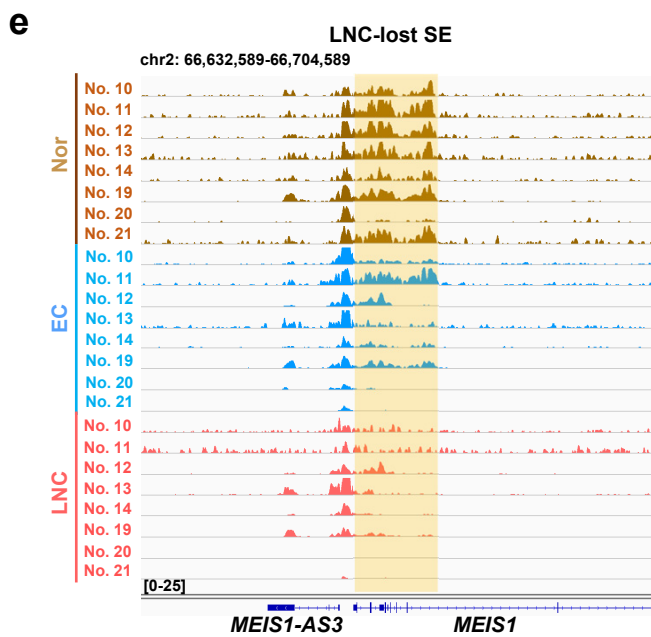 e
LNC-lost SE
chr2: 66,632,589-66,704,589
Nor
No. 10
No. 11
No. 12
No. 13
No. 14
No. 19
No. 20
No. 21
EC
No. 10
No. 11
No. 12
No. 13
No. 14
No. 19
No. 20
No. 21
LNC
No. 10
No. 11
No. 12
No. 13
No. 14
No. 19
No. 20
No. 21
[0-25]
MEIS1-AS3 MEIS1